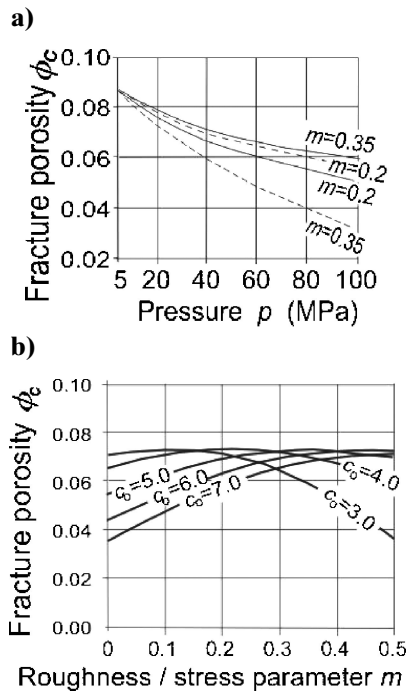 a)
Fracture porosity ϕc
0.10
0.08
0.06
0.04
0.02
m=0.35
m=0.2
m=0.2
m=0.35
5 20 40 60 80 100
Pressure p (MPa)
b)
Fracture porosity ϕc
0.10
0.08
0.06
0.04
0.02
0.00
c₀=5.0
c₀=6.0
c₀=7.0
c₀=4.0
c₀=3.0
0 0.1 0.2 0.3 0.4 0.5
Roughness / stress parameter m